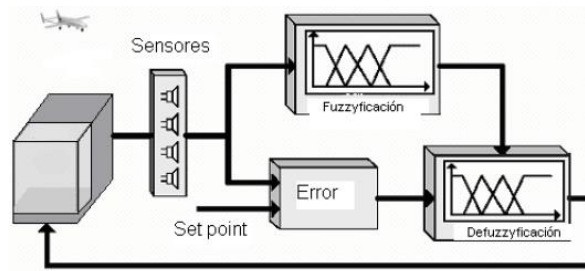 Sensores
Fuzzyficación
Error
Set point
Defuzzyficación